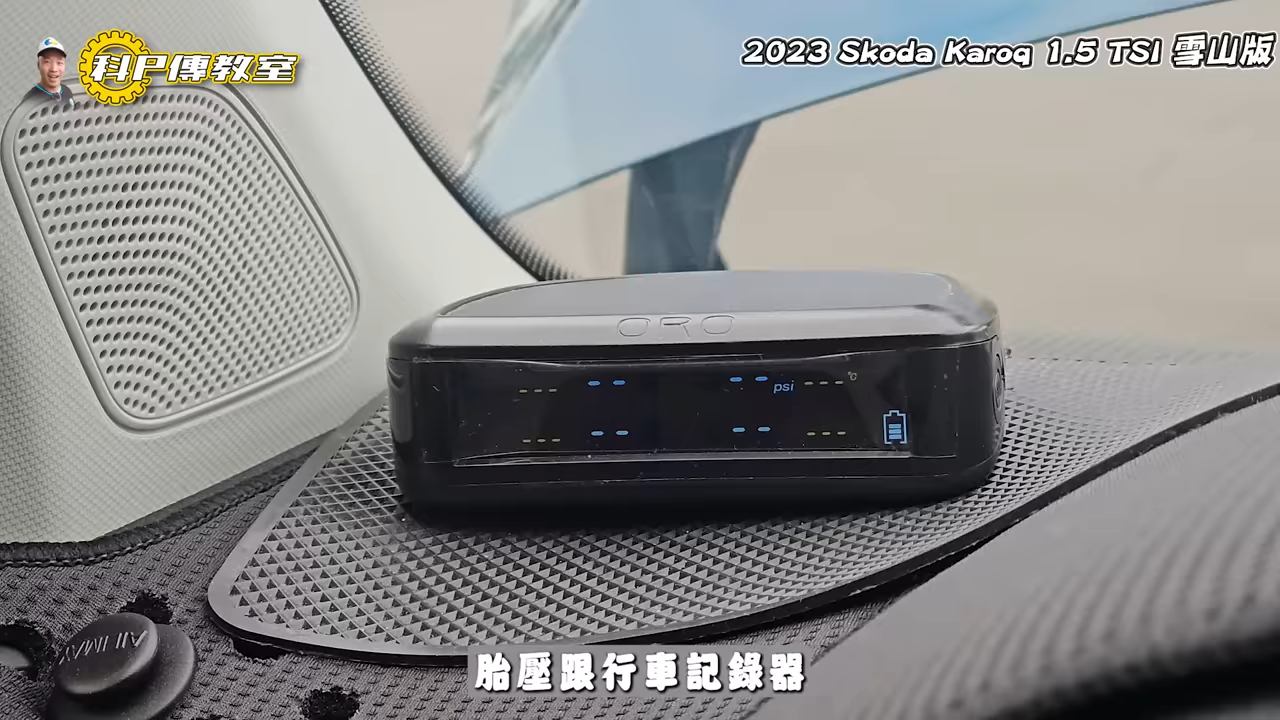 科P傳教室
2023 Skoda Karoq 1.5 TSI 雪山版
ORO
-- -- --- -- -- psi --- °C
--- -- -- ---
胎壓跟行車記錄器